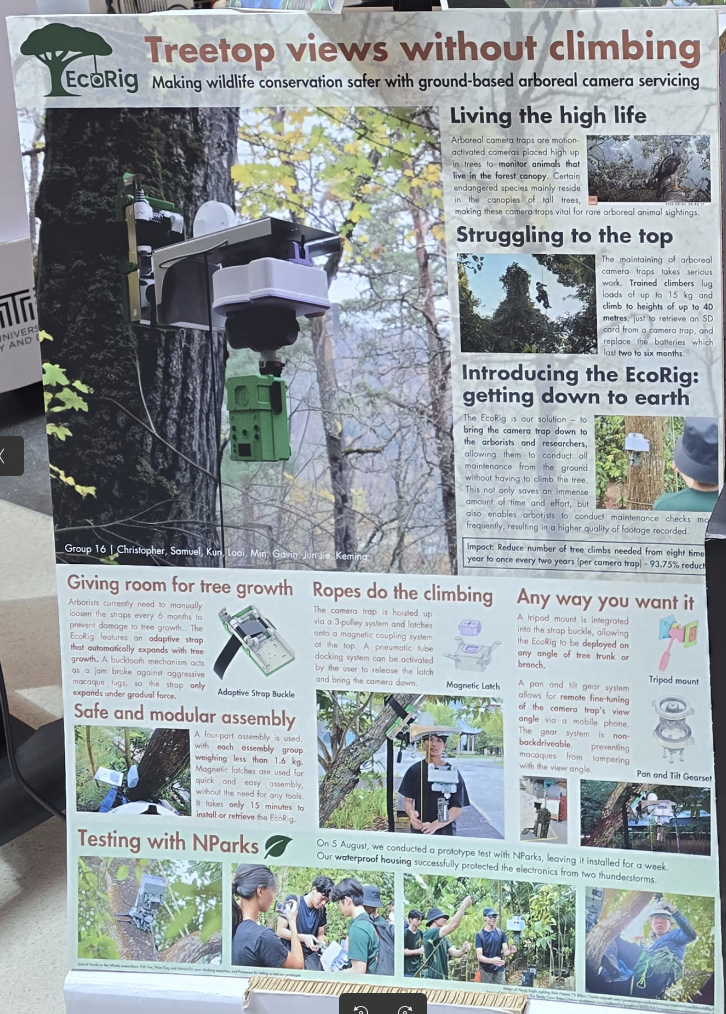 EcoRig
Treetop views without climbing
Making wildlife conservation safer with ground-based arboreal camera servicing
Living the high life
Arboreal camera traps are motion-
activated cameras placed high up
in trees to monitor animals that
live in the forest canopy. Certain
endangered species mainly reside
in the canopies of tall trees,
making these camera traps vital for rare arboreal animal sightings.
Struggling to the top
The maintaining of arboreal
camera traps takes serious
work. Trained climbers lug
loads of up to 15 kg and
climb to heights of up to 40
metres, just to retrieve an SD
card from a camera trap, and
replace the batteries which
last two to six months.
Introducing the EcoRig:
getting down to earth
The EcoRig is our solution – to
bring the camera trap down to
the arborists and researchers,
allowing them to conduct all
maintenance from the ground
without having to climb the tree.
This not only saves an immense
amount of time and effort, but
also enables arborists to conduct maintenance checks mo
frequently, resulting in a higher quality of footage recorded.
Impact: Reduce number of tree climbs needed from eight time
year to once every two years (per camera trap) - 93.75% reduct
Group 16 | Christopher, Samuel, Kun, Looi, Min, Gavin, Jun Jie, Keming
Giving room for tree growth
Arborists currently need to manually
loosen the straps every 6 months to
prevent damage to tree growth. The
EcoRig features an adaptive strap
that automatically expands with tree
growth. A bucktooth mechanism acts
as a jam brake against aggressive
macaque tugs, so the strap only
expands under gradual force.
Adaptive Strap Buckle
Safe and modular assembly
A four-part assembly is used,
with each assembly group
weighing less than 1.6 kg.
Magnetic latches are used for
quick and easy assembly,
without the need for any tools.
It takes only 15 minutes to
install or retrieve the EcoRig.
Ropes do the climbing
The camera trap is hoisted up
via a 3-pulley system and latches
onto a magnetic coupling system
at the top. A pneumatic tube
docking system can be activated
by the user to release the latch
and bring the camera down.
Magnetic Latch
Any way you want it
A tripod mount is integrated
into the strap buckle, allowing
the EcoRig to be deployed on
any angle of tree trunk or
branch.
Tripod mount
A pan and tilt gear system
allows for remote fine-tuning
of the camera trap's view
angle via a mobile phone.
The gear system is non-
backdriveable, preventing
macaques from tampering
with the view angle.
Pan and Tilt Gearset
Testing with NParks
On 5 August, we conducted a prototype test with NParks, leaving it installed for a week.
Our waterproof housing successfully protected the electronics from two thunderstorms.